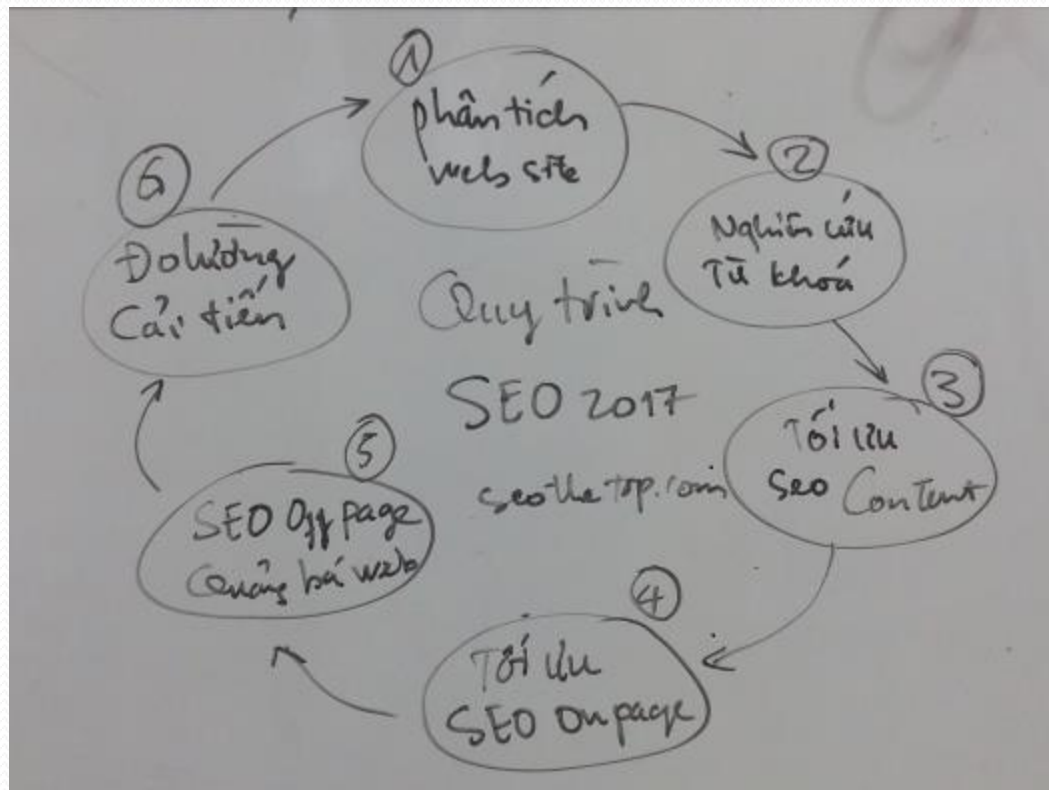 1
Phân tích
web site
2
Nghiên cứu
Từ khoá
3
Tối ưu
Seo Content
4
Tối ưu
SEO Onpage
5
SEO Off page
Quảng bá web
6
Đo lường
Cải tiến
Quy trình
SEO 2017
seothetop.com